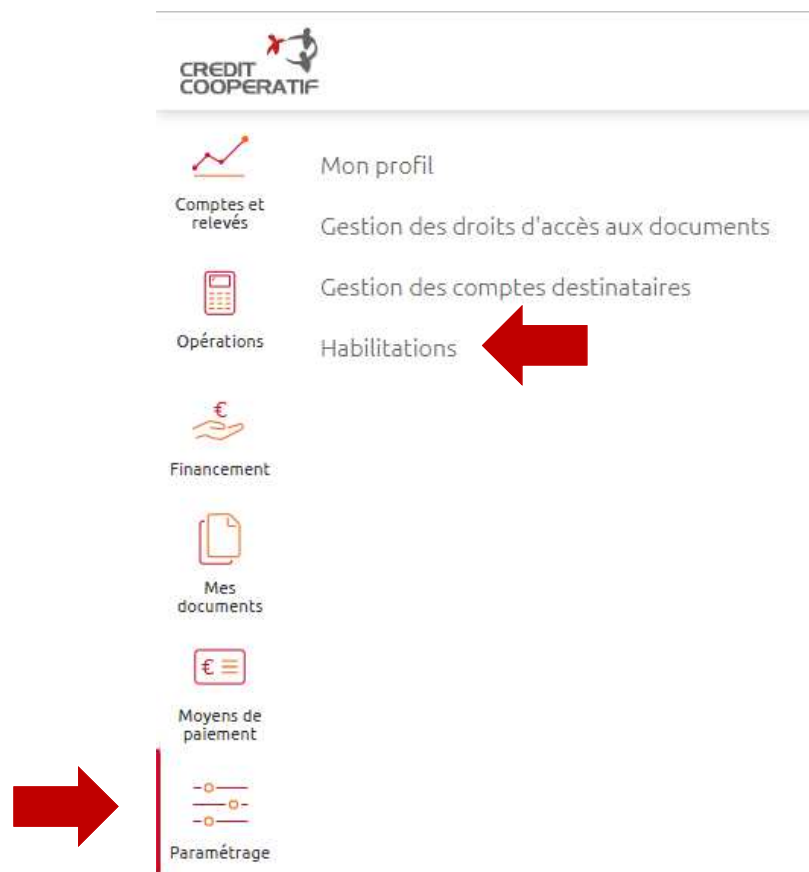 CREDIT
COOPERATIF
Comptes et
relevés
Opérations
€
Financement
Mes
documents
€
Moyens de
paiement
Paramétrage
Mon profil
Gestion des droits d'accès aux documents
Gestion des comptes destinataires
Habilitations